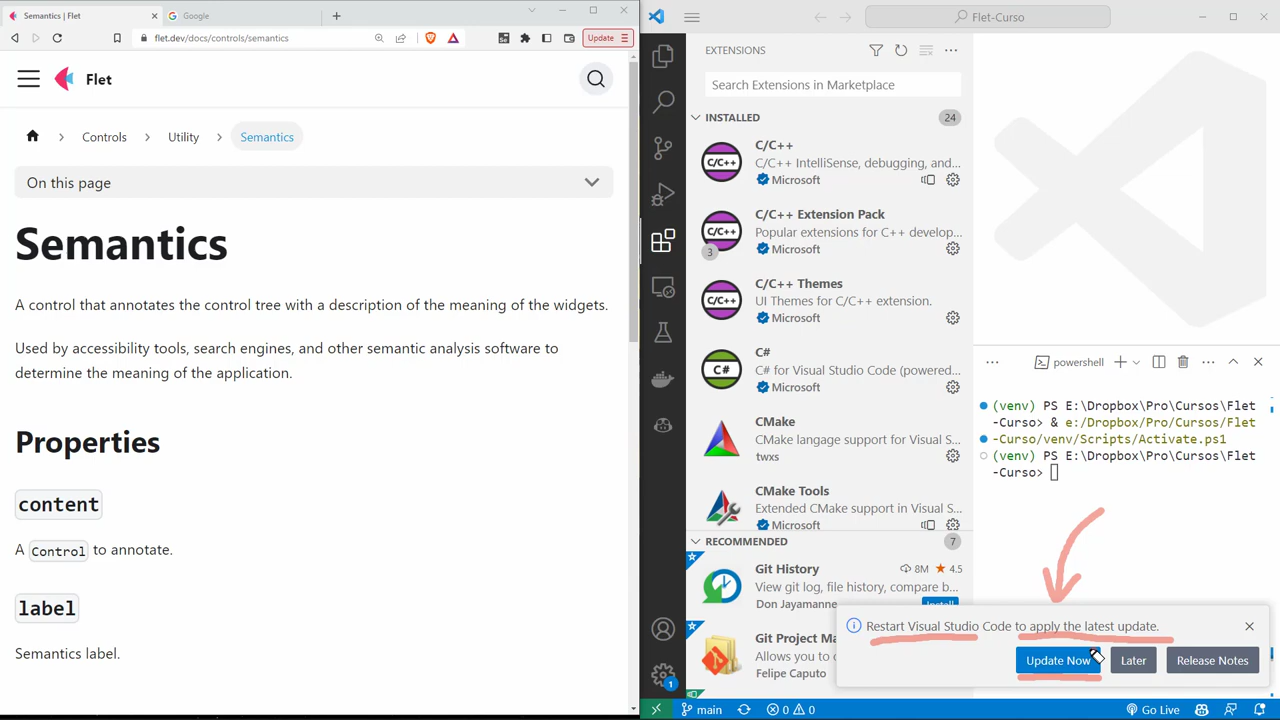 Semantics | Flet
Google
flet.dev/docs/controls/semantics
Update
Flet
Controls
Utility
Semantics
On this page
Semantics
A control that annotates the control tree with a description of the meaning of the widgets.
Used by accessibility tools, search engines, and other semantic analysis software to
determine the meaning of the application.
Properties
content
A Control to annotate.
label
Semantics label.
Flet-Curso
EXTENSIONS
Search Extensions in Marketplace
INSTALLED
24
C/C++
C/C++
C/C++ IntelliSense, debugging, and...
Microsoft
C/C++
C/C++ Extension Pack
Popular extensions for C++ develop...
3
Microsoft
C/C++
C/C++ Themes
UI Themes for C/C++ extension.
Microsoft
C#
C#
C# for Visual Studio Code (powered...
Microsoft
CMake
CMake langage support for Visual S...
twxs
CMake Tools
Extended CMake support in Visual S...
Microsoft
RECOMMENDED
7
Git History
8M
4.5
View git log, file history, compare b...
Don Jayamanne
Install
Git Project Ma
Allows you to
Felipe Caputo
1
powershell
(venv) PS E:\Dropbox\Pro\Cursos\Flet
-Curso> & e:/Dropbox/Pro/Cursos/Flet
-Curso/venv/Scripts/Activate.ps1
(venv) PS E:\Dropbox\Pro\Cursos\Flet
-Curso>
Restart Visual Studio Code to apply the latest update.
Update Now
Later
Release Notes
main
0
0
Go Live